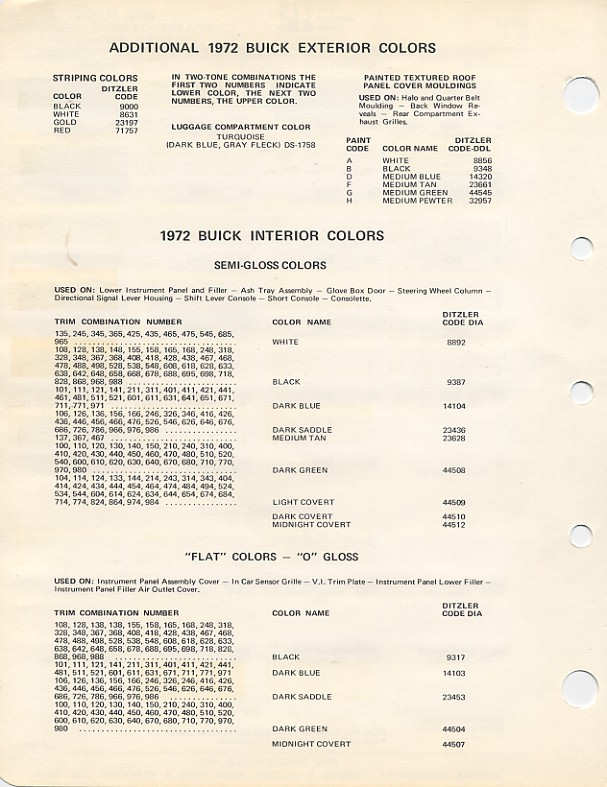 ADDITIONAL 1972 BUICK EXTERIOR COLORS
STRIPING COLORS
DITZLER
COLOR CODE
BLACK 9000
WHITE 8631
GOLD 23197
RED 71757
IN TWO-TONE COMBINATIONS THE
FIRST TWO NUMBERS INDICATE
LOWER COLOR, THE NEXT TWO
NUMBERS, THE UPPER COLOR.
LUGGAGE COMPARTMENT COLOR
TURQUOISE
(DARK BLUE, GRAY FLECK) DS-1758
PAINTED TEXTURED ROOF
PANEL COVER MOULDINGS
USED ON: Halo and Quarter Belt
Moulding — Back Window Re-
veals — Rear Compartment Ex-
haust Grilles.
PAINT DITZLER
CODE COLOR NAME CODE-DDL
A WHITE 8856
B BLACK 9348
D MEDIUM BLUE 14320
F MEDIUM TAN 23661
G MEDIUM GREEN 44545
H MEDIUM PEWTER 32957
1972 BUICK INTERIOR COLORS
SEMI-GLOSS COLORS
USED ON: Lower Instrument Panel and Filler — Ash Tray Assembly — Glove Box Door — Steering Wheel Column —
Directional Signal Lever Housing — Shift Lever Console — Short Console — Consolette.
DITZLER
TRIM COMBINATION NUMBER COLOR NAME CODE DIA
135, 245, 345, 365, 425, 435, 465, 475, 545, 685,
965 ........................................ WHITE 8892
108, 128, 138, 148, 155, 158, 165, 168, 248, 318,
328, 348, 367, 368, 408, 418, 428, 438, 467, 468,
478, 488, 498, 528, 538, 548, 608, 618, 628, 633,
638, 642, 648, 658, 668, 678, 688, 695, 698, 718,
828, 868, 968, 988 ............................ BLACK 9387
101, 111, 121, 141, 211, 311, 401, 411, 421, 441,
461, 481, 511, 521, 601, 611, 631, 641, 651, 671,
711, 771, 971 ................................ DARK BLUE 14104
106, 126, 136, 156, 166, 246, 326, 346, 416, 426,
436, 446, 456, 466, 476, 526, 546, 626, 646, 676,
686, 726, 786, 966, 976, 986 ................. DARK SADDLE 23436
137, 367, 467 ................................ MEDIUM TAN 23628
100, 110, 120, 130, 140, 150, 210, 240, 310, 400,
410, 420, 430, 440, 450, 460, 470, 480, 510, 520,
540, 600, 610, 620, 630, 640, 670, 680, 710, 770,
970, 980 .................................... DARK GREEN 44508
104, 114, 124, 133, 144, 214, 243, 314, 343, 404,
414, 424, 434, 444, 454, 464, 474, 484, 494, 524,
534, 544, 604, 614, 624, 634, 644, 654, 674, 684,
714, 774, 824, 864, 974, 984 ................. LIGHT COVERT 44509
DARK COVERT 44510
MIDNIGHT COVERT 44512
"FLAT" COLORS — "O" GLOSS
USED ON: Instrument Panel Assembly Cover — In Car Sensor Grille — V.I. Trim Plate — Instrument Panel Lower Filler —
Instrument Panel Filler Air Outlet Cover.
DITZLER
TRIM COMBINATION NUMBER COLOR NAME CODE DIA
108, 128, 138, 138, 155, 158, 165, 168, 248, 318,
328, 348, 367, 368, 408, 418, 428, 438, 467, 468,
478, 488, 498, 528, 538, 548, 608, 618, 628, 633,
638, 642, 648, 658, 678, 688, 695, 698, 718, 828,
868, 968, 988 ............................... BLACK 9317
101, 111, 121, 141, 211, 311, 401, 411, 421, 441,
481, 511, 521, 601, 611, 631, 671, 711, 771, 971 DARK BLUE 14103
106, 126, 136, 156, 166, 246, 326, 346, 416, 426,
436, 446, 456, 466, 476, 526, 546, 626, 646, 676,
686, 726, 786, 966, 976, 986 ................. DARK SADDLE 23453
100, 110, 120, 130, 140, 150, 210, 240, 310, 400,
410, 420, 430, 440, 450, 470, 480, 510, 520,
600, 610, 620, 630, 640, 670, 680, 710, 770, 970,
980 ........................................ DARK GREEN 44504
MIDNIGHT COVERT 44507